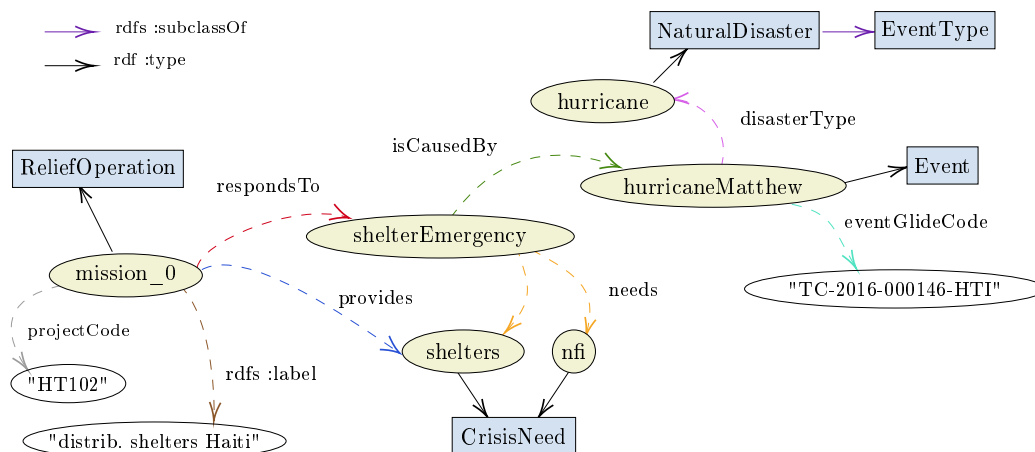 rdfs :subclassOf
NaturalDisaster
EventType
rdf :type
hurricane
disasterType
isCausedBy
ReliefOperation
Event
respondsTo
hurricaneMatthew
eventGlideCode
shelterEmergency
mission_0
"TC-2016-000146-HTI"
provides
needs
projectCode
shelters
nfi
rdfs :label
"HT102"
CrisisNeed
"distrib. shelters Haiti"